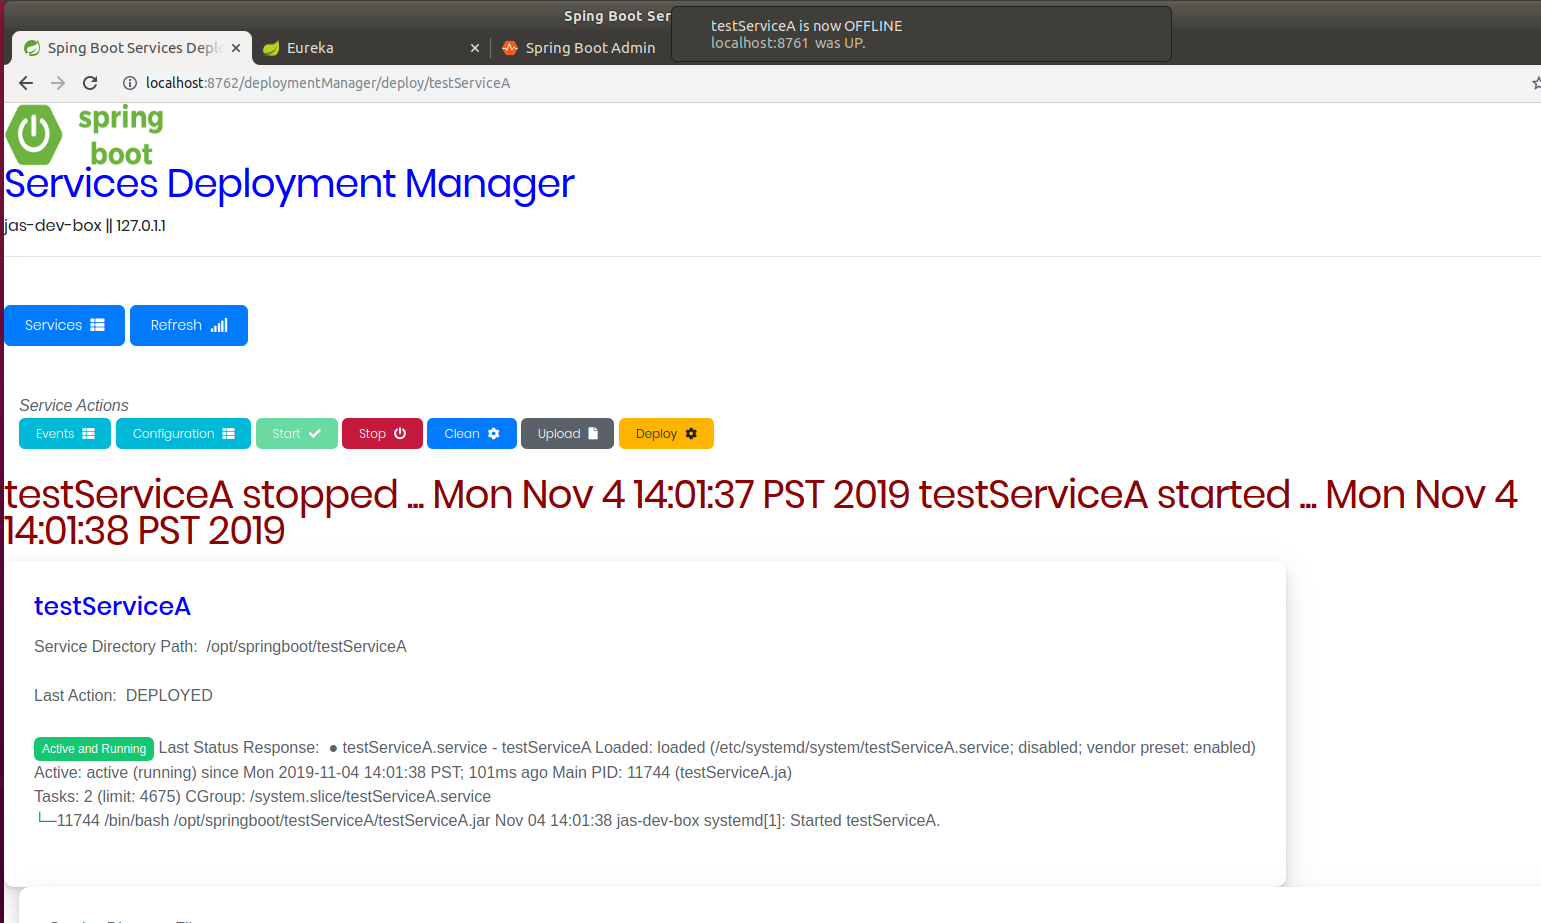 Sping Boot Ser
testServiceA is now OFFLINE
localhost:8761 was UP.
Sping Boot Services Depl
Eureka
Spring Boot Admin
localhost:8762/deploymentManager/deploy/testServiceA
spring
boot
Services Deployment Manager
jas-dev-box || 127.0.1.1
Services
Refresh
Service Actions
Events
Configuration
Start
Stop
Clean
Upload
Deploy
testServiceA stopped ... Mon Nov 4 14:01:37 PST 2019 testServiceA started ... Mon Nov 4
14:01:38 PST 2019
testServiceA
Service Directory Path: /opt/springboot/testServiceA
Last Action: DEPLOYED
Active and Running Last Status Response: ● testServiceA.service - testServiceA Loaded: loaded (/etc/systemd/system/testServiceA.service; disabled; vendor preset: enabled)
Active: active (running) since Mon 2019-11-04 14:01:38 PST; 101ms ago Main PID: 11744 (testServiceA.ja)
Tasks: 2 (limit: 4675) CGroup: /system.slice/testServiceA.service
└─11744 /bin/bash /opt/springboot/testServiceA/testServiceA.jar Nov 04 14:01:38 jas-dev-box systemd[1]: Started testServiceA.